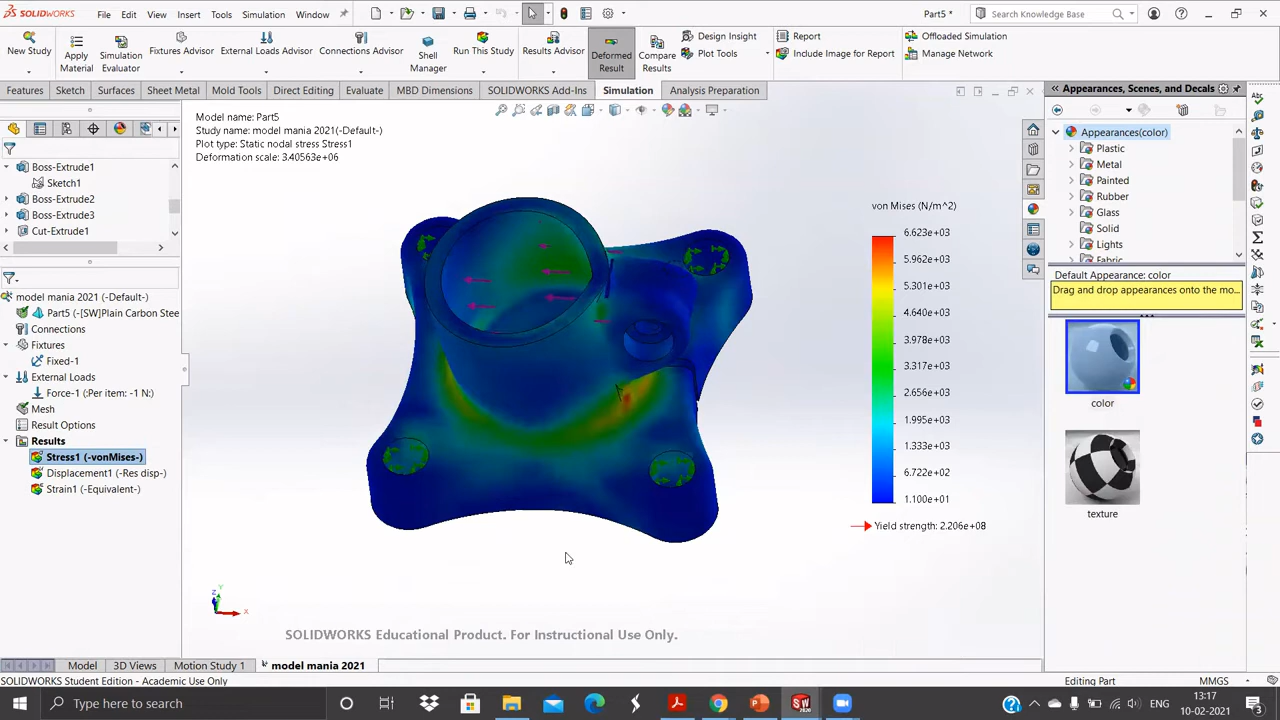 SOLIDWORKS
File
Edit
View
Insert
Tools
Simulation
Window
Part5 *
Search Knowledge Base
New Study
Apply Material
Simulation Evaluator
Fixtures Advisor
External Loads Advisor
Connections Advisor
Shell Manager
Run This Study
Results Advisor
Deformed Result
Compare Results
Design Insight
Plot Tools
Report
Include Image for Report
Offloaded Simulation
Manage Network
Features
Sketch
Surfaces
Sheet Metal
Mold Tools
Direct Editing
Evaluate
MBD Dimensions
SOLIDWORKS Add-Ins
Simulation
Analysis Preparation
Appearances, Scenes, and Decals
Boss-Extrude1
Sketch1
Boss-Extrude2
Boss-Extrude3
Cut-Extrude1
model mania 2021 (-Default-)
Part5 (-[SW]Plain Carbon Stee
Connections
Fixtures
Fixed-1
External Loads
Force-1 (:Per item: -1 N:)
Mesh
Result Options
Results
Stress1 (-vonMises-)
Displacement1 (-Res disp-)
Strain1 (-Equivalent-)
Model name: Part5
Study name: model mania 2021(-Default-)
Plot type: Static nodal stress Stress1
Deformation scale: 3.40563e+06
von Mises (N/m^2)
6.623e+03
5.962e+03
5.301e+03
4.640e+03
3.978e+03
3.317e+03
2.656e+03
1.995e+03
1.333e+03
6.722e+02
1.100e+01
Yield strength: 2.206e+08
Y
Z
X
SOLIDWORKS Educational Product. For Instructional Use Only.
Appearances(color)
Plastic
Metal
Painted
Rubber
Glass
Solid
Lights
Fabric
Default Appearance: color
Drag and drop appearances onto the mo...
color
texture
Model
3D Views
Motion Study 1
model mania 2021
SOLIDWORKS Student Edition - Academic Use Only
Editing Part
MMGS
Type here to search
ENG
13:17
10-02-2021